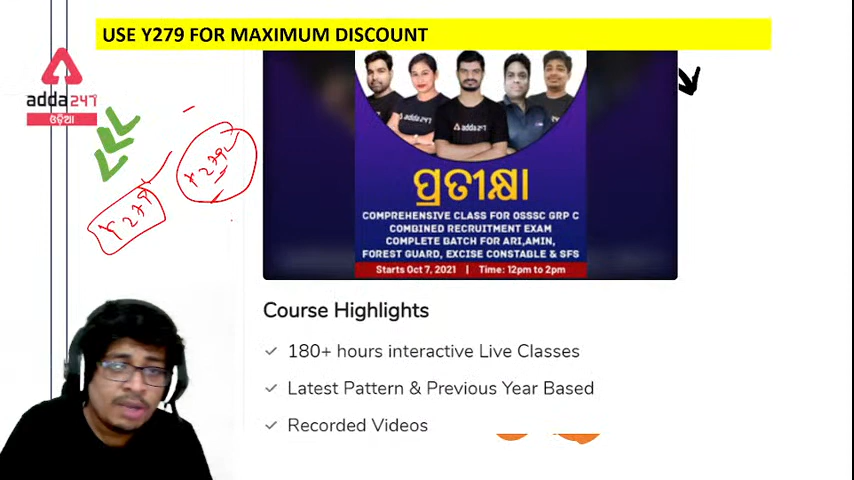 USE Y279 FOR MAXIMUM DISCOUNT
adda247
ଓଡ଼ିଆ
Y279
Y279
adda247
ପ୍ରତୀକ୍ଷା
COMPREHENSIVE CLASS FOR OSSSC GRP C
COMBINED RECRUITMENT EXAM
COMPLETE BATCH FOR ARI,AMIN,
FOREST GUARD, EXCISE CONSTABLE & SFS
Starts Oct 7, 2021 | Time: 12pm to 2pm
Course Highlights
180+ hours interactive Live Classes
Latest Pattern & Previous Year Based
Recorded Videos